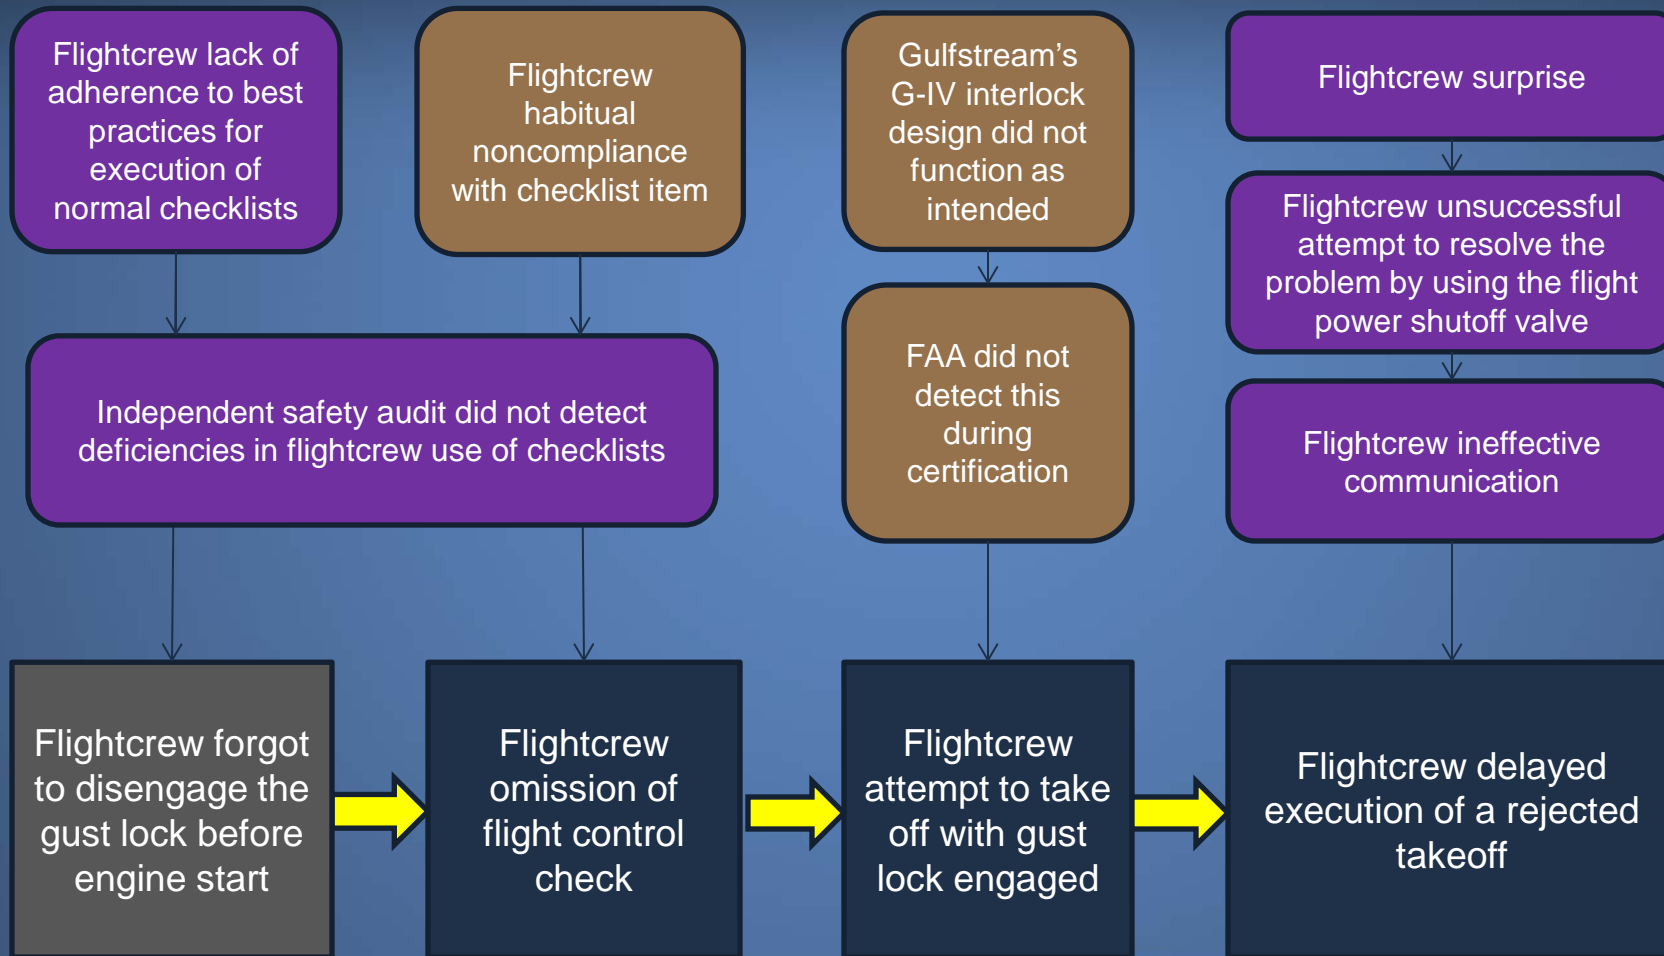 Flightcrew lack of
adherence to best
practices for
execution of
normal checklists
Flightcrew
habitual
noncompliance
with checklist item
Gulfstream’s
G-IV interlock
design did not
function as
intended
Flightcrew surprise
Flightcrew unsuccessful
attempt to resolve the
problem by using the flight
power shutoff valve
Independent safety audit did not detect
deficiencies in flightcrew use of checklists
FAA did not
detect this
during
certification
Flightcrew ineffective
communication
Flightcrew forgot
to disengage the
gust lock before
engine start
Flightcrew
omission of
flight control
check
Flightcrew
attempt to take
off with gust
lock engaged
Flightcrew delayed
execution of a rejected
takeoff